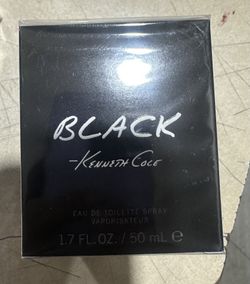 BLACK
-KENNETH COLE
EAU DE TOILETTE SPRAY
VAPORISATEUR
1.7 FL. OZ. / 50 mL ℮